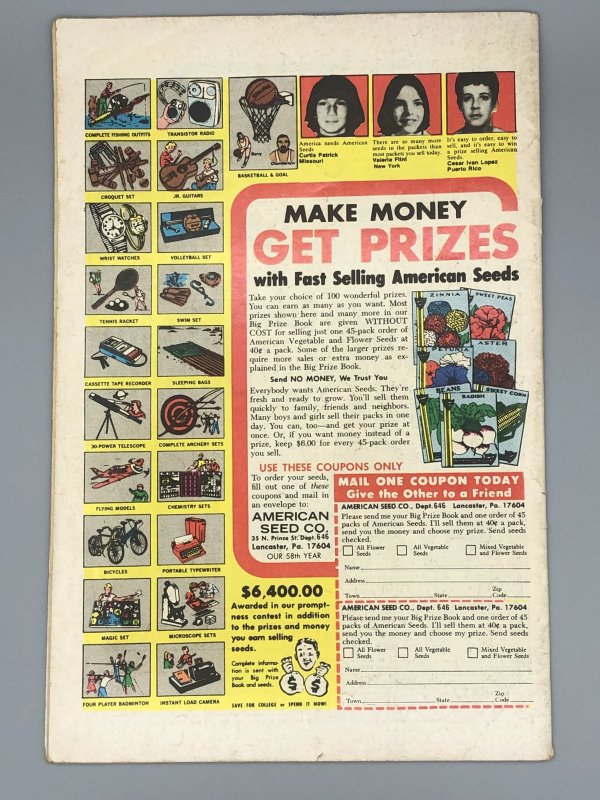 COMPLETE FISHING OUTFITS
TRANSISTOR RADIO
CROQUET SET
JR. GUITARS
WRIST WATCHES
VOLLEYBALL SET
TENNIS RACKET
SWIM SET
CASSETTE TAPE RECORDER
SLEEPING BAGS
30-POWER TELESCOPE
COMPLETE ARCHERY SETS
FLYING MODELS
CHEMISTRY SETS
BICYCLES
PORTABLE TYPEWRITER
MAGIC SET
MICROSCOPE SETS
FOUR PLAYER BADMINTON
INSTANT LOAD CAMERA
BASKETBALL & GOAL
America needs American
Seeds
Curtis Patrick
Missouri
There are so many more
seeds in the packets than
most packets you sell today.
Valerie Flint
New York
It's easy to order, easy to
sell, and it's easy to win
a prize selling American
Seeds.
Cesar Ivan Lopez
Puerto Rico
MAKE MONEY
GET PRIZES
with Fast Selling American Seeds
Take your choice of 100 wonderful prizes.
You can earn as many as you want. Most
prizes shown here and many more in our
Big Prize Book are given WITHOUT
COST for selling just one 45-pack order of
American Vegetable and Flower Seeds at
40¢ a pack. Some of the larger prizes re-
quire more sales or extra money as ex-
plained in the Big Prize Book.
Send NO MONEY, We Trust You
Everybody wants American Seeds. They're
fresh and ready to grow. You'll sell them
quickly to family, friends and neighbors.
Many boys and girls sell their packs in one
day. You can, too—and get your prize at
once. Or, if you want money instead of a
prize, keep $6.00 for every 45-pack order
you sell.
ZINNIA
SWEET PEAS
PETUNIA
ASTER
BEANS
RADISH
SWEET CORN
USE THESE COUPONS ONLY
To order your seeds,
fill out one of these
coupons and mail in
an envelope to:
AMERICAN
SEED CO.
35 N. Prince St. Dept. 646
Lancaster, Pa. 17604
OUR 58th YEAR
$6,400.00
Awarded in our prompt-
ness contest in addition
to the prizes and money
you earn selling
seeds.
Complete informa-
tion is sent with
your Big Prize
Book and seeds.
$ $
SAVE FOR COLLEGE or SPEND IT NOW!
MAIL ONE COUPON TODAY
Give the Other to a Friend
AMERICAN SEED CO., Dept. 646 Lancaster, Pa. 17604
Please send me your Big Prize Book and one order of 45
packs of American Seeds. I'll sell them at 40¢ a pack,
send you the money and choose my prize. Send seeds
checked.
All Flower Seeds
All Vegetable Seeds
Mixed Vegetable and Flower Seeds
Name
Address
Town State Zip Code
AMERICAN SEED CO., Dept. 646 Lancaster, Pa. 17604
Please send me your Big Prize Book and one order of 45
packs of American Seeds. I'll sell them at 40¢ a pack,
send you the money and choose my prize. Send seeds
checked.
All Flower Seeds
All Vegetable Seeds
Mixed Vegetable and Flower Seeds
Name
Address
Town State Zip Code